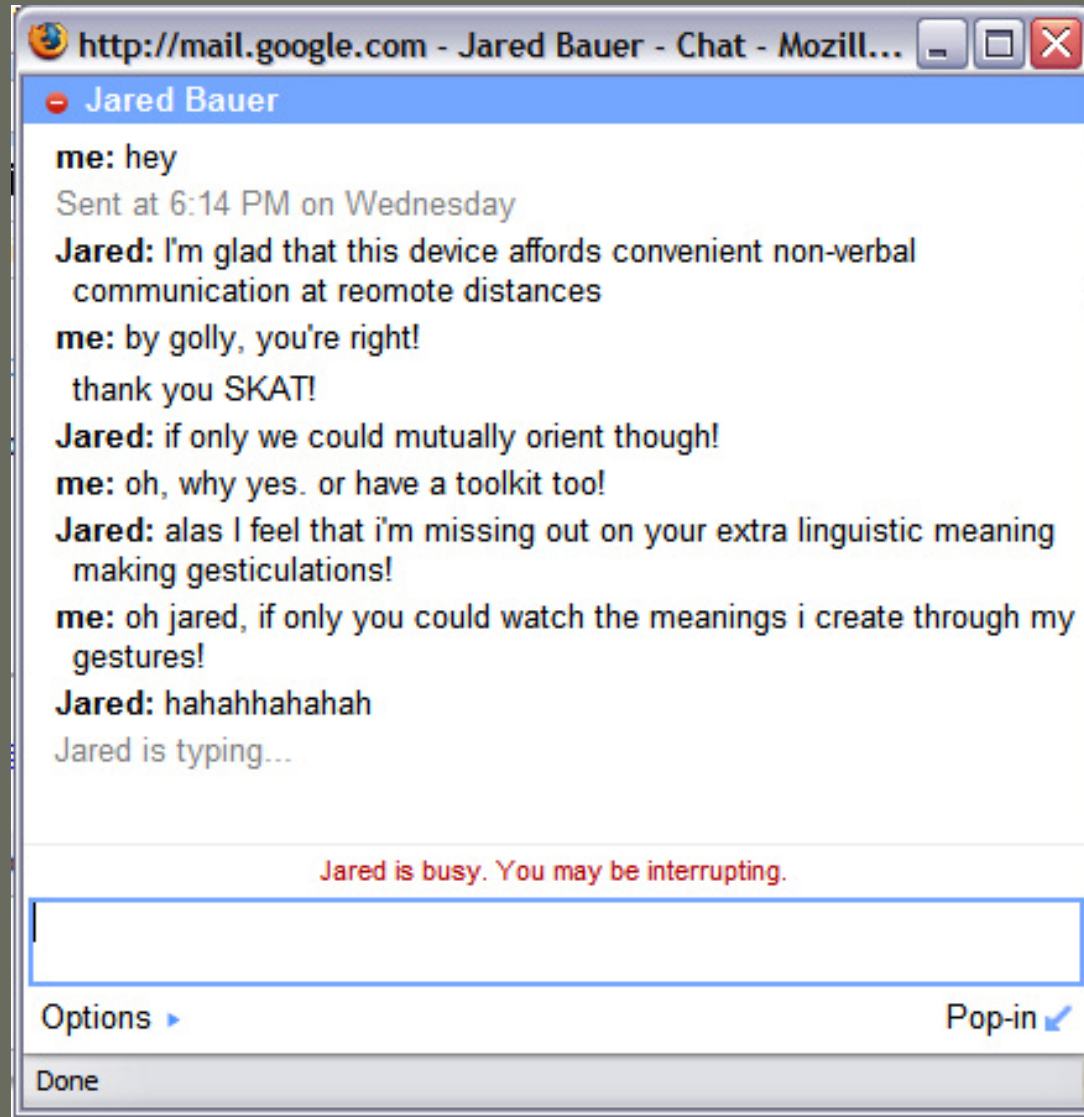 http://mail.google.com - Jared Bauer - Chat - Mozill...
Jared Bauer
me: hey
Sent at 6:14 PM on Wednesday
Jared: I'm glad that this device affords convenient non-verbal
communication at reomote distances
me: by golly, you're right!
thank you SKAT!
Jared: if only we could mutually orient though!
me: oh, why yes. or have a toolkit too!
Jared: alas I feel that i'm missing out on your extra linguistic meaning
making gesticulations!
me: oh jared, if only you could watch the meanings i create through my
gestures!
Jared: hahahhahahah
Jared is typing...
Jared is busy. You may be interrupting.
Options
Pop-in
Done